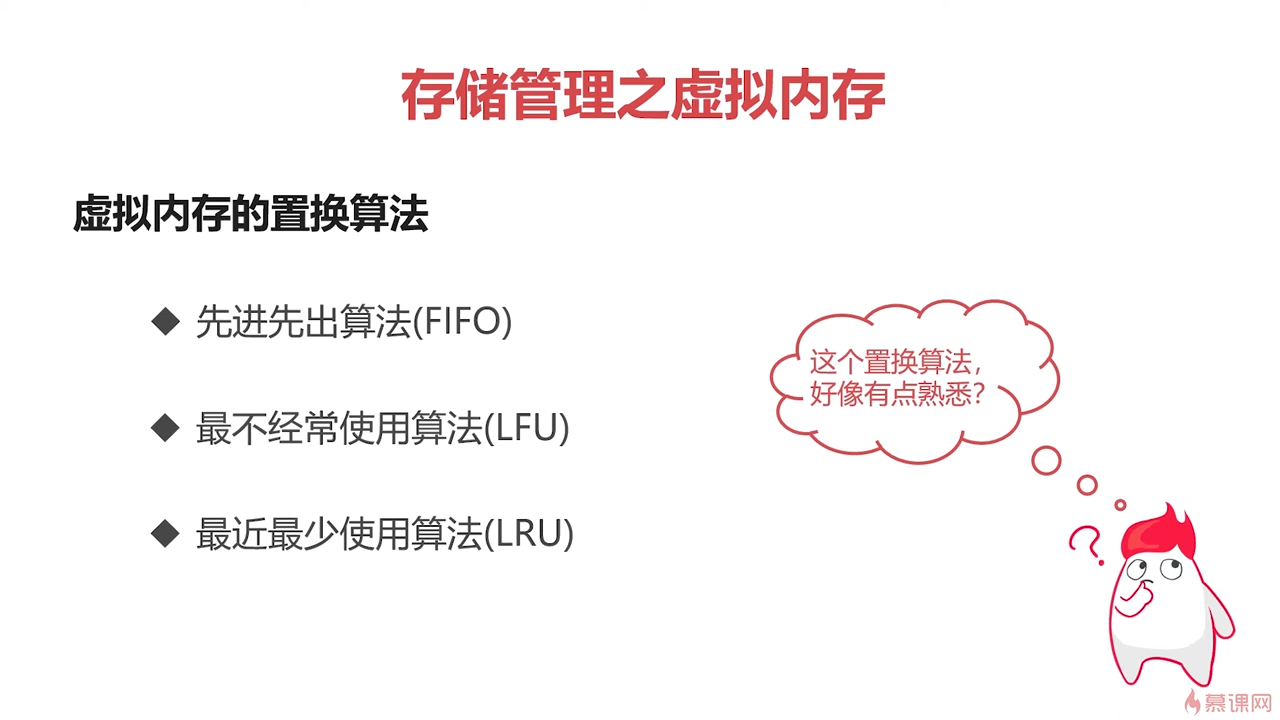 存储管理之虚拟内存
虚拟内存的置换算法
◆ 先进先出算法(FIFO)
◆ 最不经常使用算法(LFU)
◆ 最近最少使用算法(LRU)
这个置换算法，
好像有点熟悉?
?
慕课网